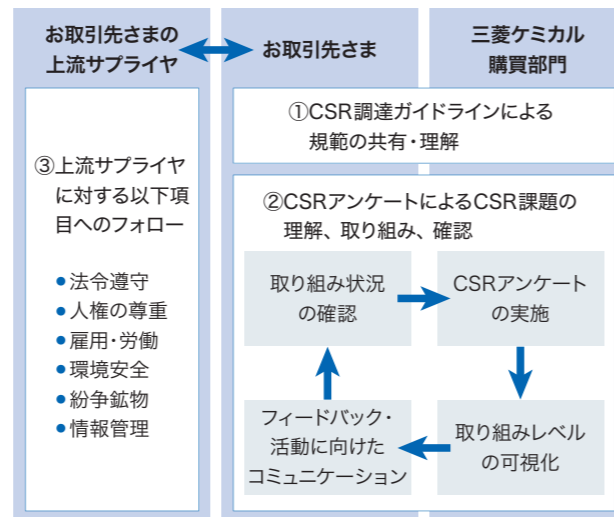 お取引先さまの
上流サプライヤ
お取引先さま
三菱ケミカル
購買部門
①CSR調達ガイドラインによる
規範の共有・理解
③上流サプライヤ
に対する以下項
目へのフォロー
●法令遵守
●人権の尊重
●雇用・労働
●環境安全
●紛争鉱物
●情報管理
②CSRアンケートによるCSR課題の
理解、取り組み、確認
取り組み状況
の確認
CSRアンケート
の実施
フィードバック・
活動に向けた
コミュニケーション
取り組みレベル
の可視化